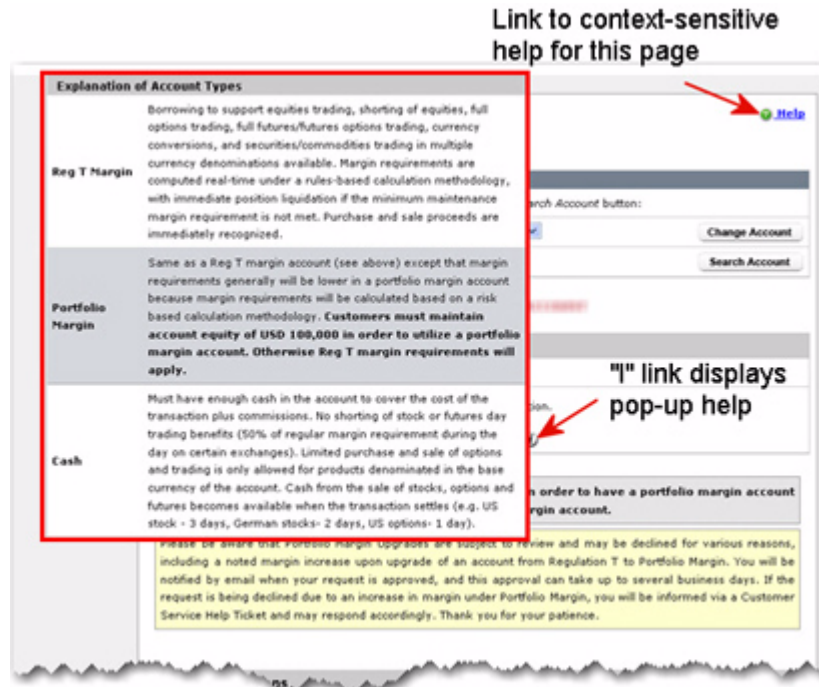 Link to context-sensitive
help for this page
Help
Explanation of Account Types
Reg T Margin
Borrowing to support equities trading, shorting of equities, full
options trading, full futures/futures options trading, currency
conversions, and securities/commodities trading in multiple
currency denominations available. Margin requirements are
computed real-time under a rules-based calculation methodology,
with immediate position liquidation if the minimum maintenance
margin requirement is not met. Purchase and sale proceeds are
immediately recognized.
Portfolio
Margin
Same as a Reg T margin account (see above) except that margin
requirements generally will be lower in a portfolio margin account
because margin requirements will be calculated based on a risk
based calculation methodology. Customers must maintain
account equity of USD 100,000 in order to utilize a portfolio
margin account. Otherwise Reg T margin requirements will
apply.
Cash
Must have enough cash in the account to cover the cost of the
transaction plus commissions. No shorting of stock or futures day
trading benefits (50% of regular margin requirement during the
day on certain exchanges). Limited purchase and sale of options
and trading is only allowed for products denominated in the base
currency of the account. Cash from the sale of stocks, options and
futures becomes available when the transaction settles (e.g. US
stock - 3 days, German stocks- 2 days, US options- 1 day).
Account button:
Change Account
Search Account
"I" link displays
pop-up help
in order to have a portfolio margin account
account.
Please be aware that Portfolio Margin Upgrades are subject to review and may be declined for various reasons,
including a noted margin increase upon upgrade of an account from Regulation T to Portfolio Margin. You will be
notified by email when your request is approved, and this approval can take up to several business days. If the
request is being declined due to an increase in margin under Portfolio Margin, you will be informed via a Customer
Service Help Ticket and may respond accordingly. Thank you for your patience.